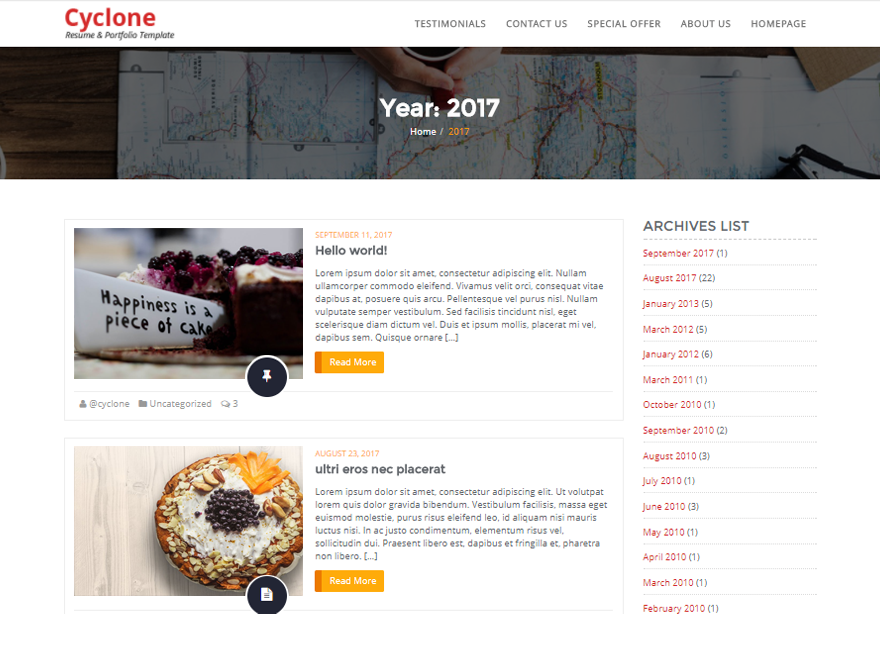 Cyclone
Resume & Portfolio Template
TESTIMONIALS CONTACT US SPECIAL OFFER ABOUT US HOMEPAGE
STOCKHOLM
Year: 2017
Home / 2017
SEPTEMBER 11, 2017
Hello world!
Lorem ipsum dolor sit amet, consectetur adipiscing elit. Nullam
ullamcorper commodo eleifend. Vivamus velit orci, consequat vitae
dapibus at, posuere quis arcu. Pellentesque vel purus nisl. Nullam
vulputate semper vestibulum. Sed facilisis tincidunt nisl, eget
scelerisque diam dictum vel. Duis et ipsum mollis, placerat mi vel,
dapibus sem. Quisque ornare [...]
Read More
Happiness is a
piece of cake
@cyclone Uncategorized 3
AUGUST 23, 2017
ultri eros nec placerat
Lorem ipsum dolor sit amet, consectetur adipiscing elit. Ut volutpat
lorem quis dolor gravida bibendum. Vestibulum facilisis, massa eget
euismod molestie, purus risus eleifend leo, id aliquam nisi mauris
luctus nisi. In ac justo condimentum, elementum risus vel,
sollicitudin dui. Praesent libero est, dapibus et fringilla et, pharetra
non libero. [...]
Read More
ARCHIVES LIST
September 2017 (1)
August 2017 (22)
January 2013 (5)
March 2012 (5)
January 2012 (6)
March 2011 (1)
October 2010 (1)
September 2010 (2)
August 2010 (3)
July 2010 (1)
June 2010 (3)
May 2010 (1)
April 2010 (1)
March 2010 (1)
February 2010 (1)